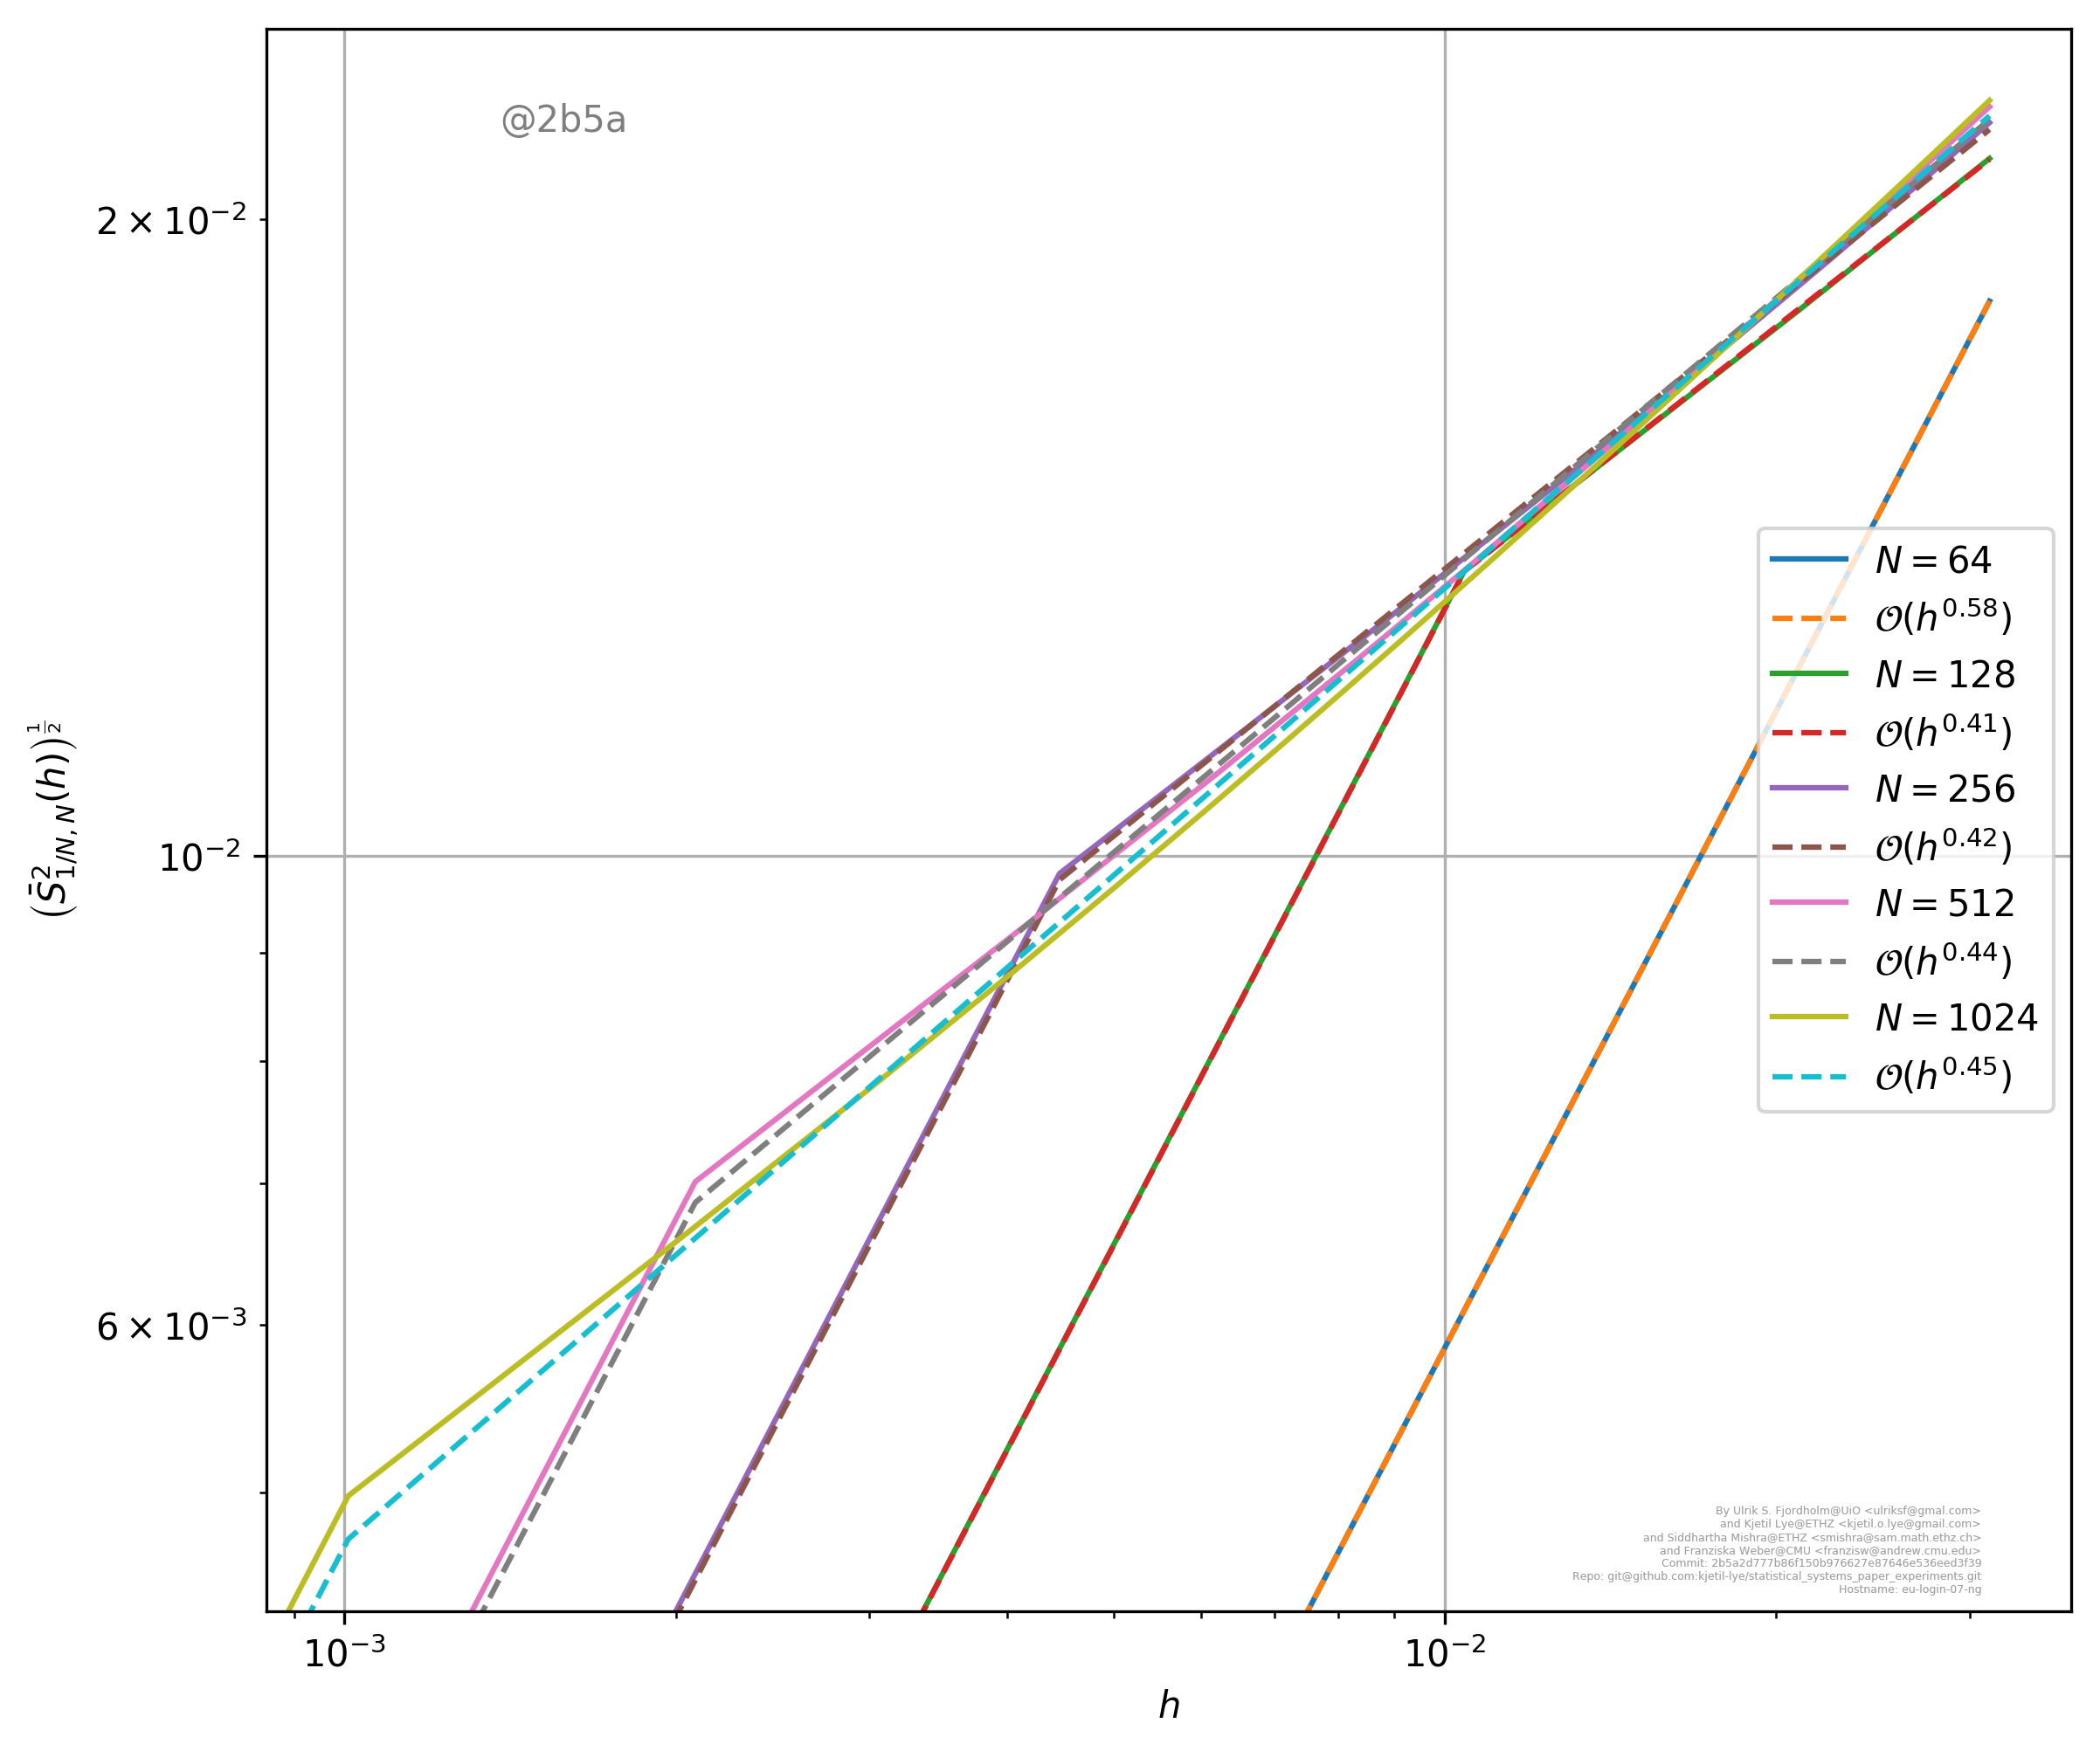 @2b5a
2 × 10⁻²
10⁻²
6 × 10⁻³
(S̄²₁/N, N(h))^½
10⁻³
10⁻²
h
N = 64
𝒪(h^0.58)
N = 128
𝒪(h^0.41)
N = 256
𝒪(h^0.42)
N = 512
𝒪(h^0.44)
N = 1024
𝒪(h^0.45)
By Ulrik S. Fjordholm@UiO <ulriksf@gmal.com>
and Kjetil Lye@ETHZ <kjetil.o.lye@gmail.com>
and Siddhartha Mishra@ETHZ <smishra@sam.math.ethz.ch>
and Franziska Weber@CMU <franzisw@andrew.cmu.edu>
Commit: 2b5a2d777b86f150b976627e87646e536eed3f39
Repo: git@github.com:kjetil-lye/statistical_systems_paper_experiments.git
Hostname: eu-login-07-ng